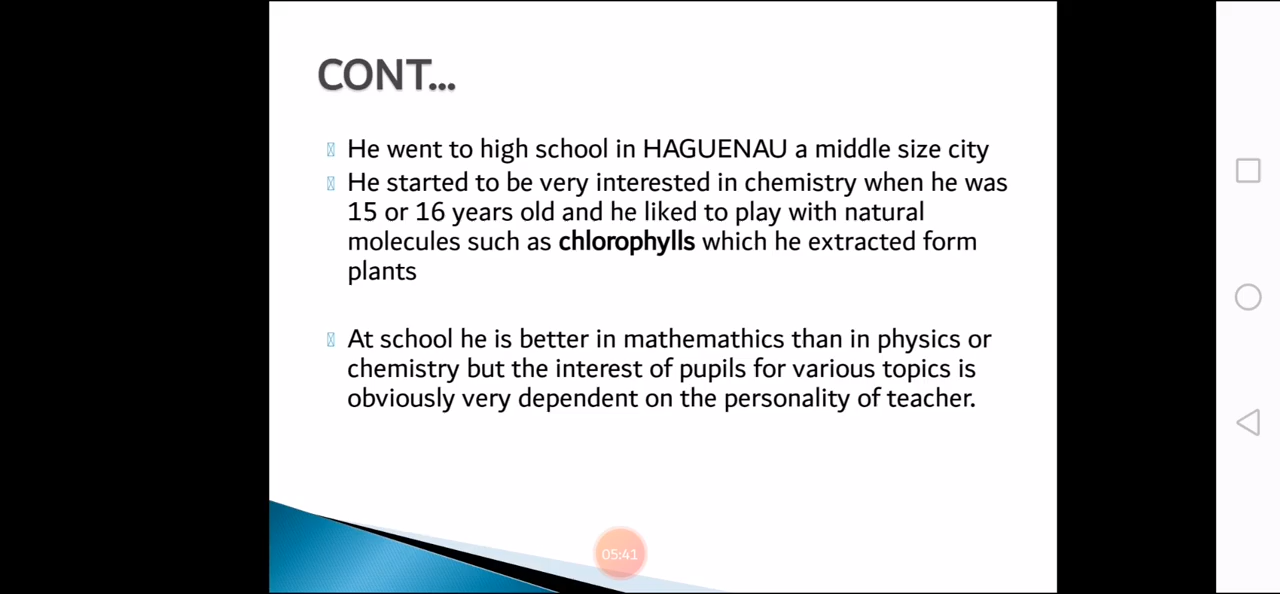 CONT...
He went to high school in HAGUENAU a middle size city
He started to be very interested in chemistry when he was
15 or 16 years old and he liked to play with natural
molecules such as chlorophylls which he extracted form
plants
At school he is better in mathemathics than in physics or
chemistry but the interest of pupils for various topics is
obviously very dependent on the personality of teacher.
05:41